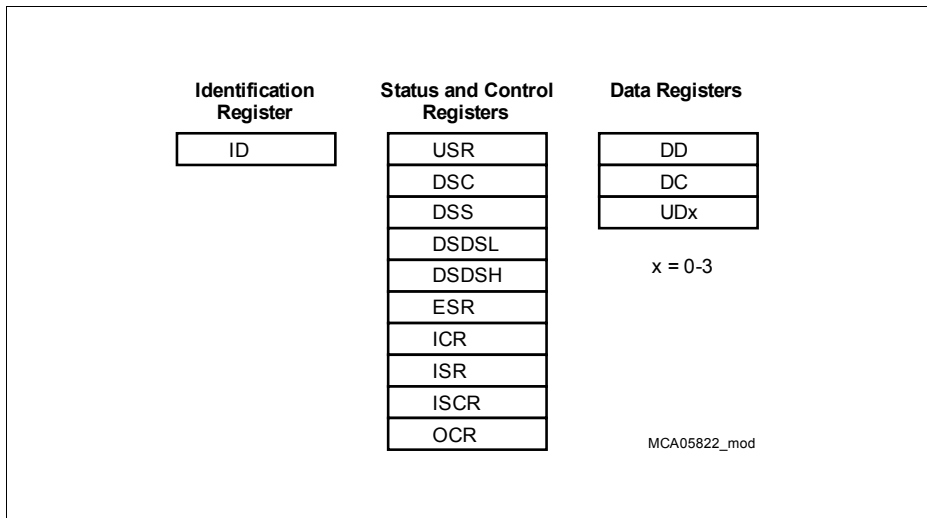 Identification
Register
ID
Status and Control
Registers
USR
DSC
DSS
DSDSL
DSDSH
ESR
ICR
ISR
ISCR
OCR
Data Registers
DD
DC
UDx
x = 0-3
MCA05822_mod